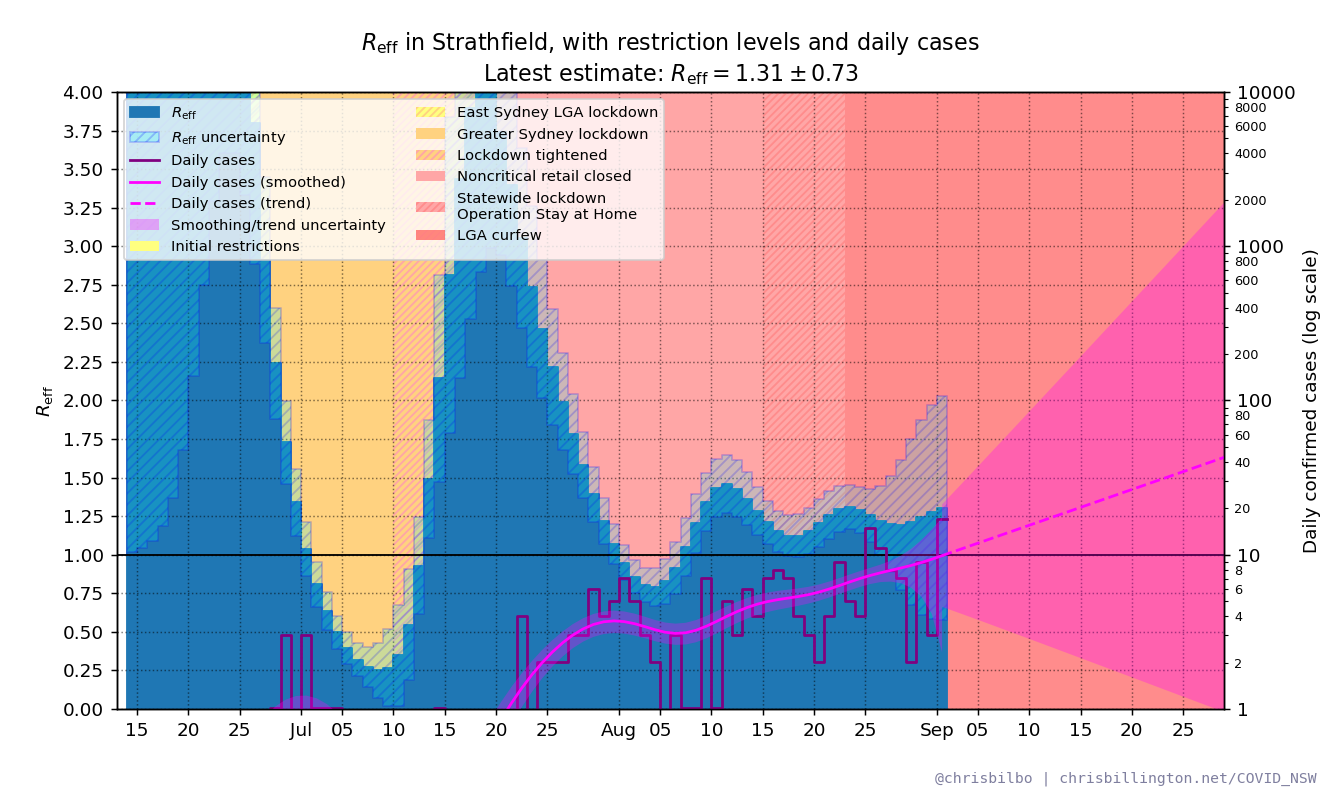 Reff in Strathfield, with restriction levels and daily cases
Latest estimate: Reff = 1.31 ± 0.73
Reff
Reff uncertainty
Daily cases
Daily cases (smoothed)
Daily cases (trend)
Smoothing/trend uncertainty
Initial restrictions
East Sydney LGA lockdown
Greater Sydney lockdown
Lockdown tightened
Noncritical retail closed
Statewide lockdown
Operation Stay at Home
LGA curfew
Reff
4.00
3.75
3.50
3.25
3.00
2.75
2.50
2.25
2.00
1.75
1.50
1.25
1.00
0.75
0.50
0.25
0.00
15 20 25 Jul 05 10 15 20 25 Aug 05 10 15 20 25 Sep 05 10 15 20 25
10000
8000
6000
4000
2000
1000
800
600
400
200
100
80
60
40
20
10
8
6
4
2
1
Daily confirmed cases (log scale)
@chrisbilbo | chrisbillington.net/COVID_NSW